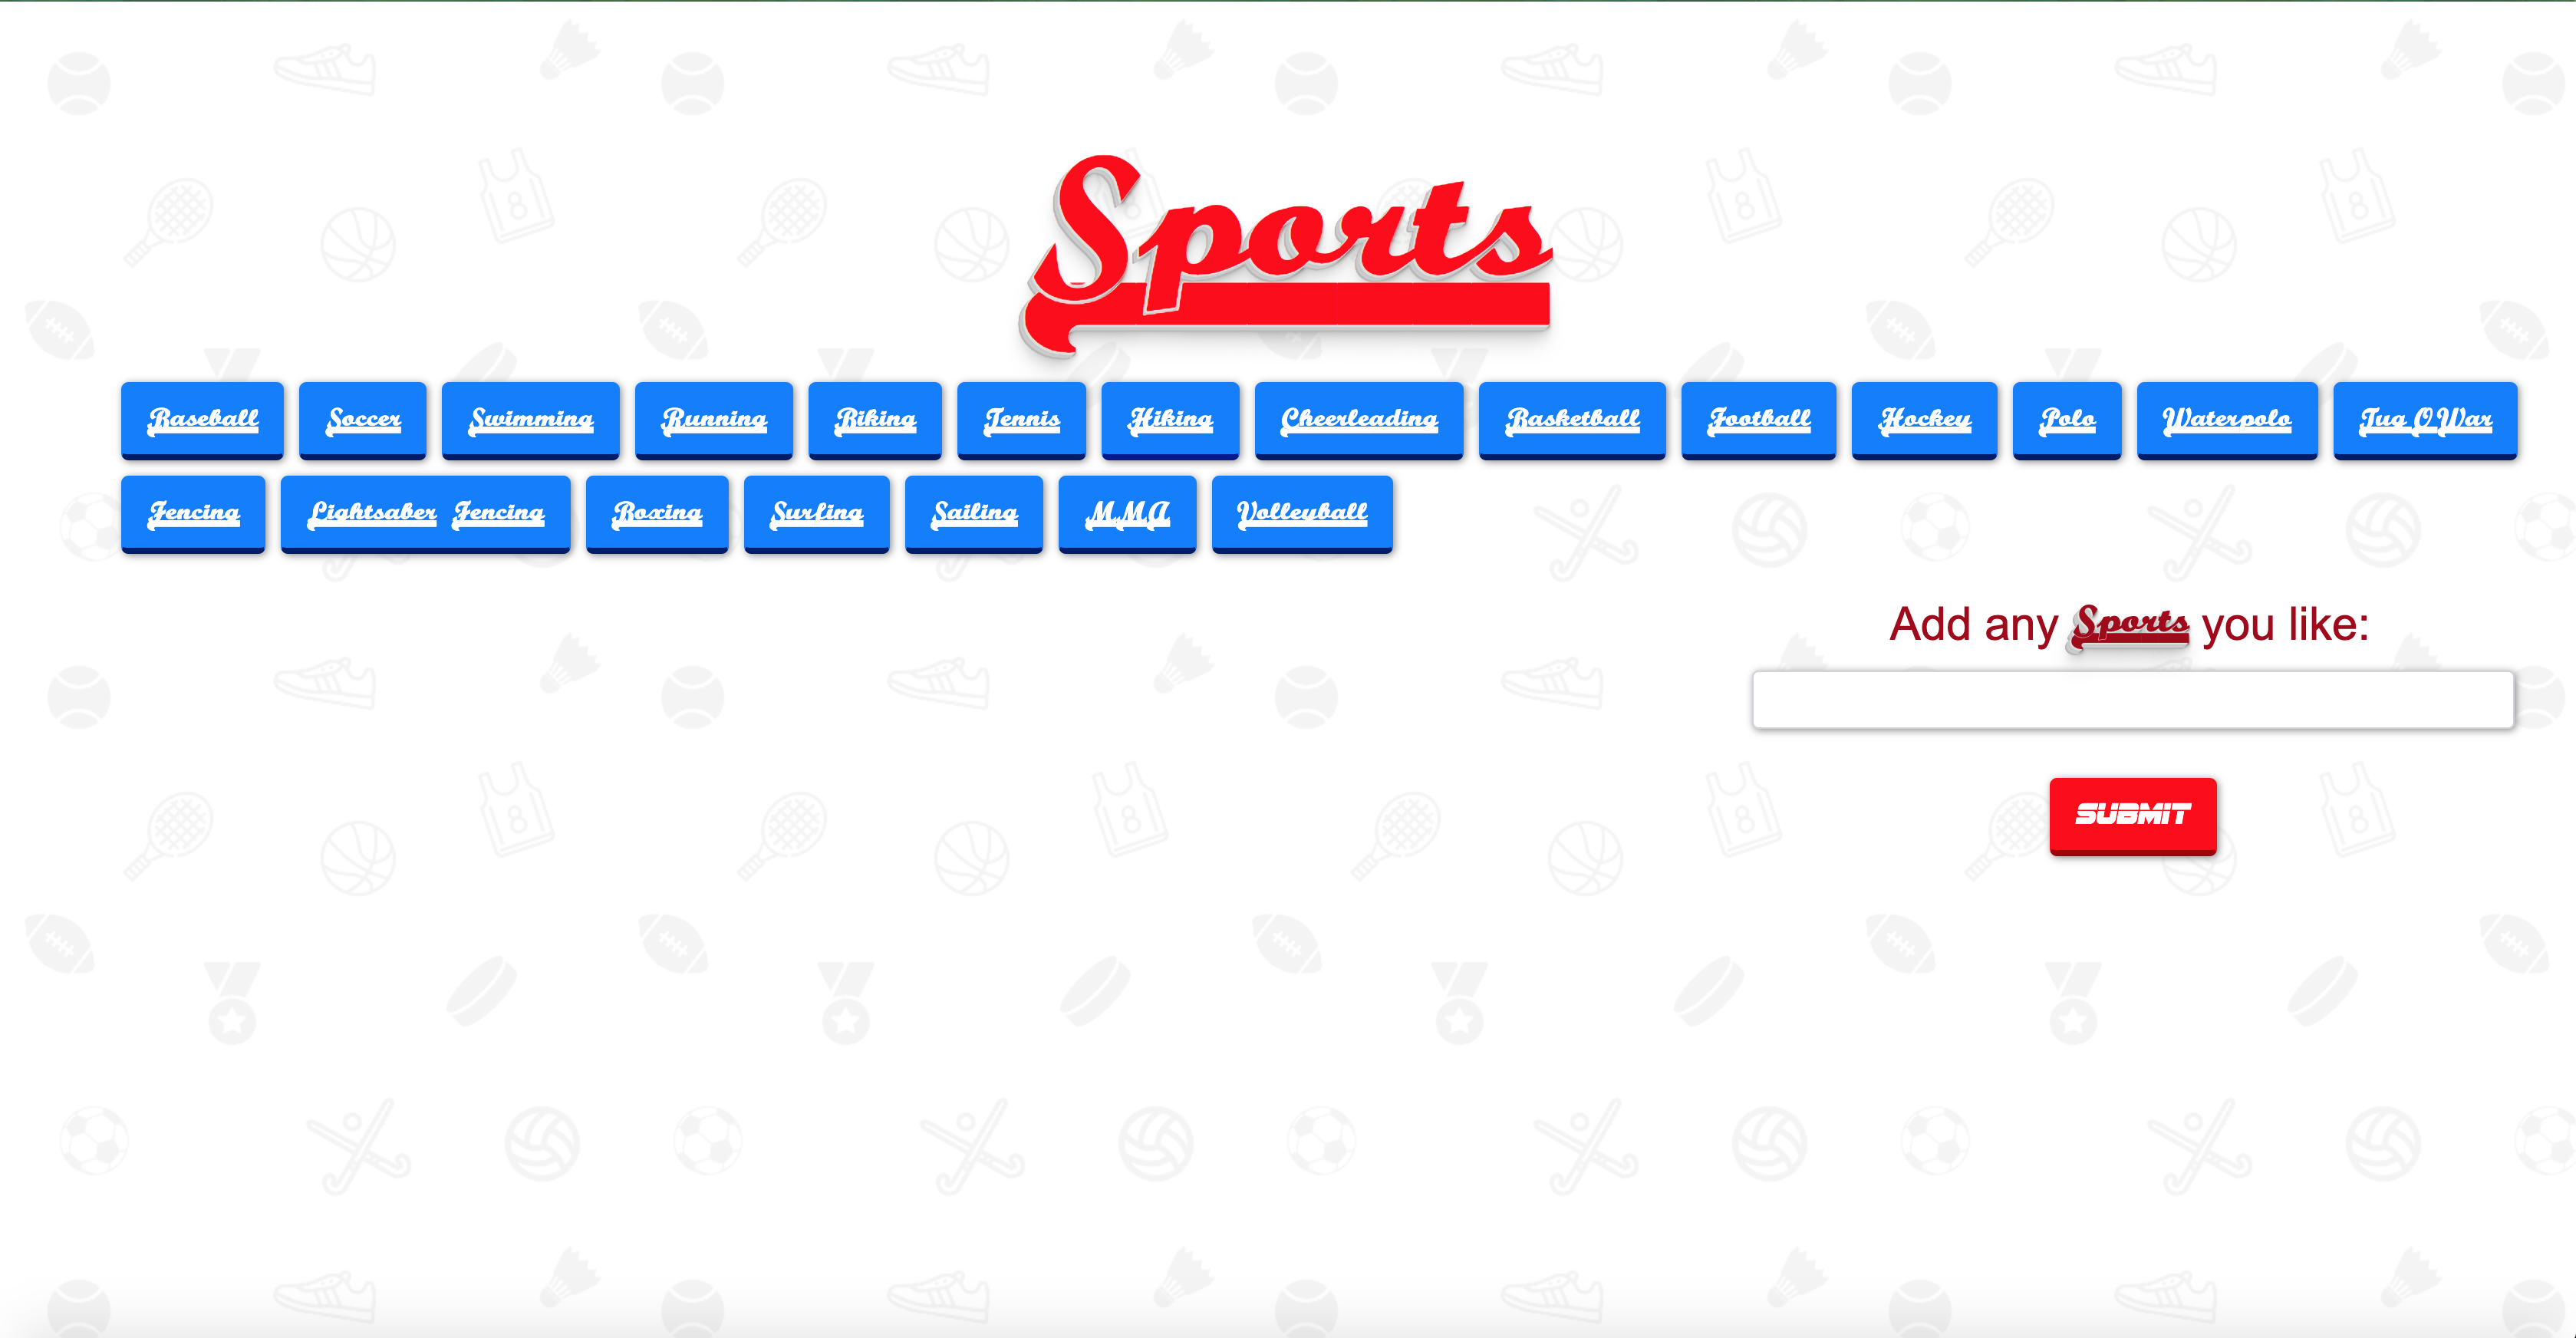 Sports
Baseball Soccer Swimming Running Biking Tennis Hiking Cheerleading Basketball Football Hockey Polo Waterpolo Tug O War
Fencing Lightsaber Fencing Boxing Surfing Sailing MMA Volleyball
Add any Sports you like:
SUBMIT